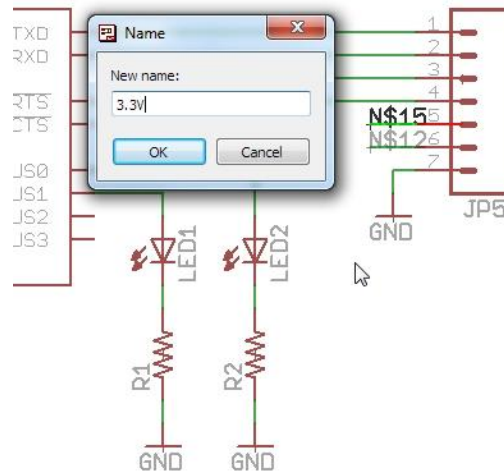 TXD
RXD
RTS
CTS
US0
US1
US2
US3
Name
New name:
3.3V
OK
Cancel
1
2
3
4
5
6
7
N$15
N$12
GND
JP5
LED1
LED2
R1
R2
GND
GND